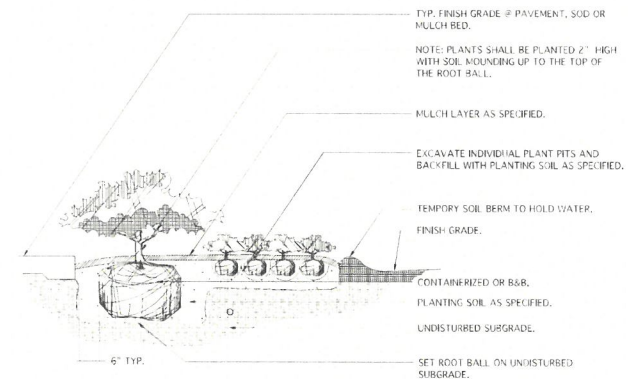 TYP. FINISH GRADE @ PAVEMENT, SOD OR
MULCH BED.
NOTE: PLANTS SHALL BE PLANTED 2" HIGH
WITH SOIL MOUNDING UP TO THE TOP OF
THE ROOT BALL.
MULCH LAYER AS SPECIFIED.
EXCAVATE INDIVIDUAL PLANT PITS AND
BACKFILL WITH PLANTING SOIL AS SPECIFIED.
TEMPORY SOIL BERM TO HOLD WATER.
FINISH GRADE.
CONTAINERIZED OR B&B.
PLANTING SOIL AS SPECIFIED.
UNDISTURBED SUBGRADE.
6" TYP.
SET ROOT BALL ON UNDISTURBED
SUBGRADE.